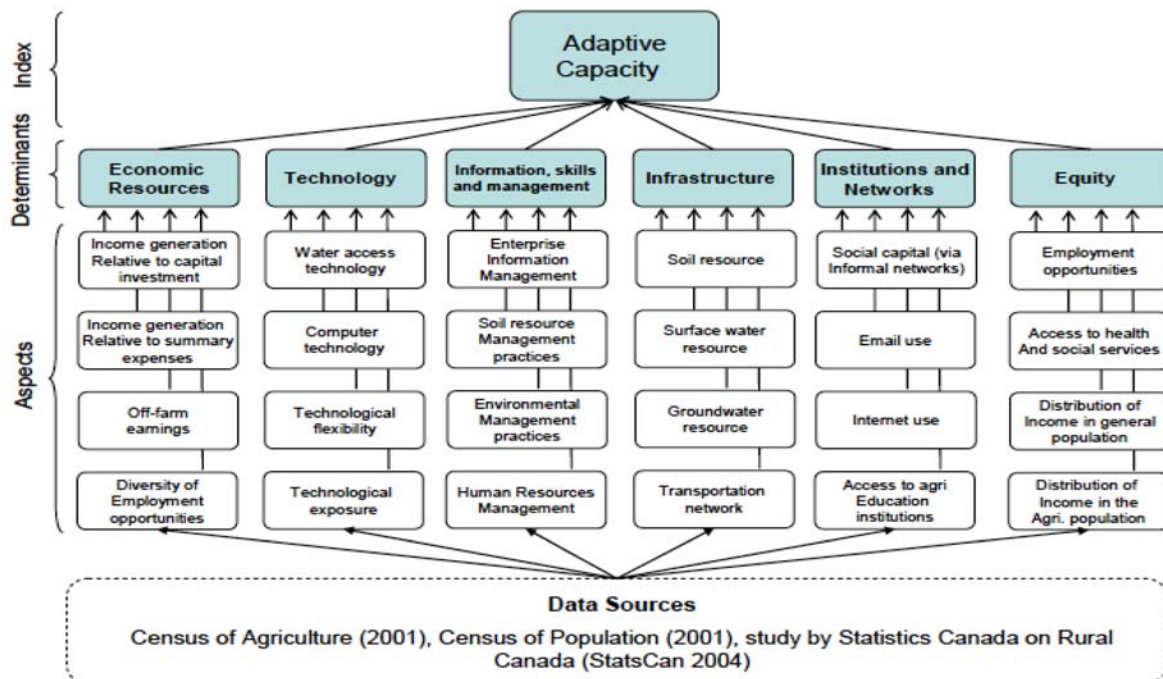 Index
Adaptive
Capacity
Determinants
Economic
Resources
Technology
Information, skills
and management
Infrastructure
Institutions and
Networks
Equity
Aspects
Income generation
Relative to capital
investment
Water access
technology
Enterprise
Information
Management
Soil resource
Social capital (via
Informal networks)
Employment
opportunities
Income generation
Relative to summary
expenses
Computer
technology
Soil resource
Management
practices
Surface water
resource
Email use
Access to health
And social services
Off-farm
earnings
Technological
flexibility
Environmental
Management
practices
Groundwater
resource
Internet use
Distribution of
Income in general
population
Diversity of
Employment
opportunities
Technological
exposure
Human Resources
Management
Transportation
network
Access to agri
Education
institutions
Distribution of
Income in the
Agri. population
Data Sources
Census of Agriculture (2001), Census of Population (2001), study by Statistics Canada on Rural
Canada (StatsCan 2004)